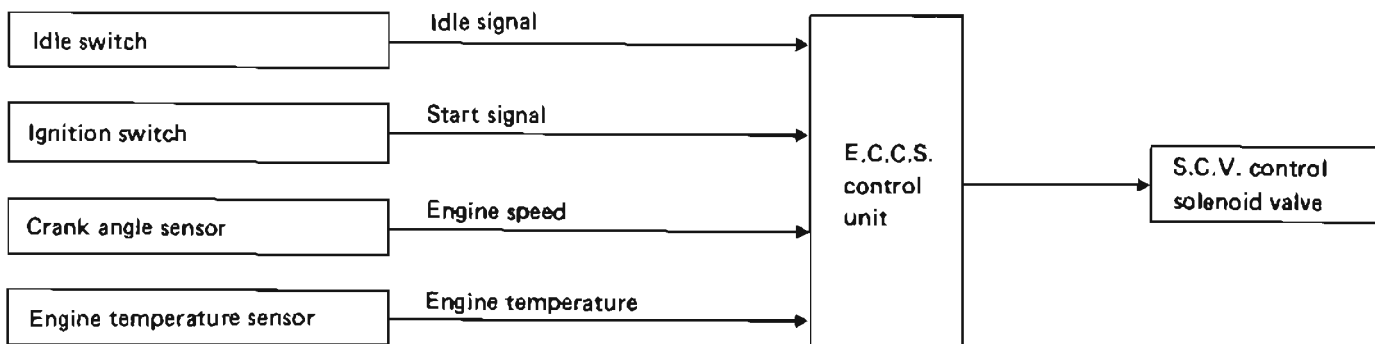 Idle switch
Idle signal
Ignition switch
Start signal
Crank angle sensor
Engine speed
Engine temperature sensor
Engine temperature
E.C.C.S.
control
unit
S.C.V. control
solenoid valve